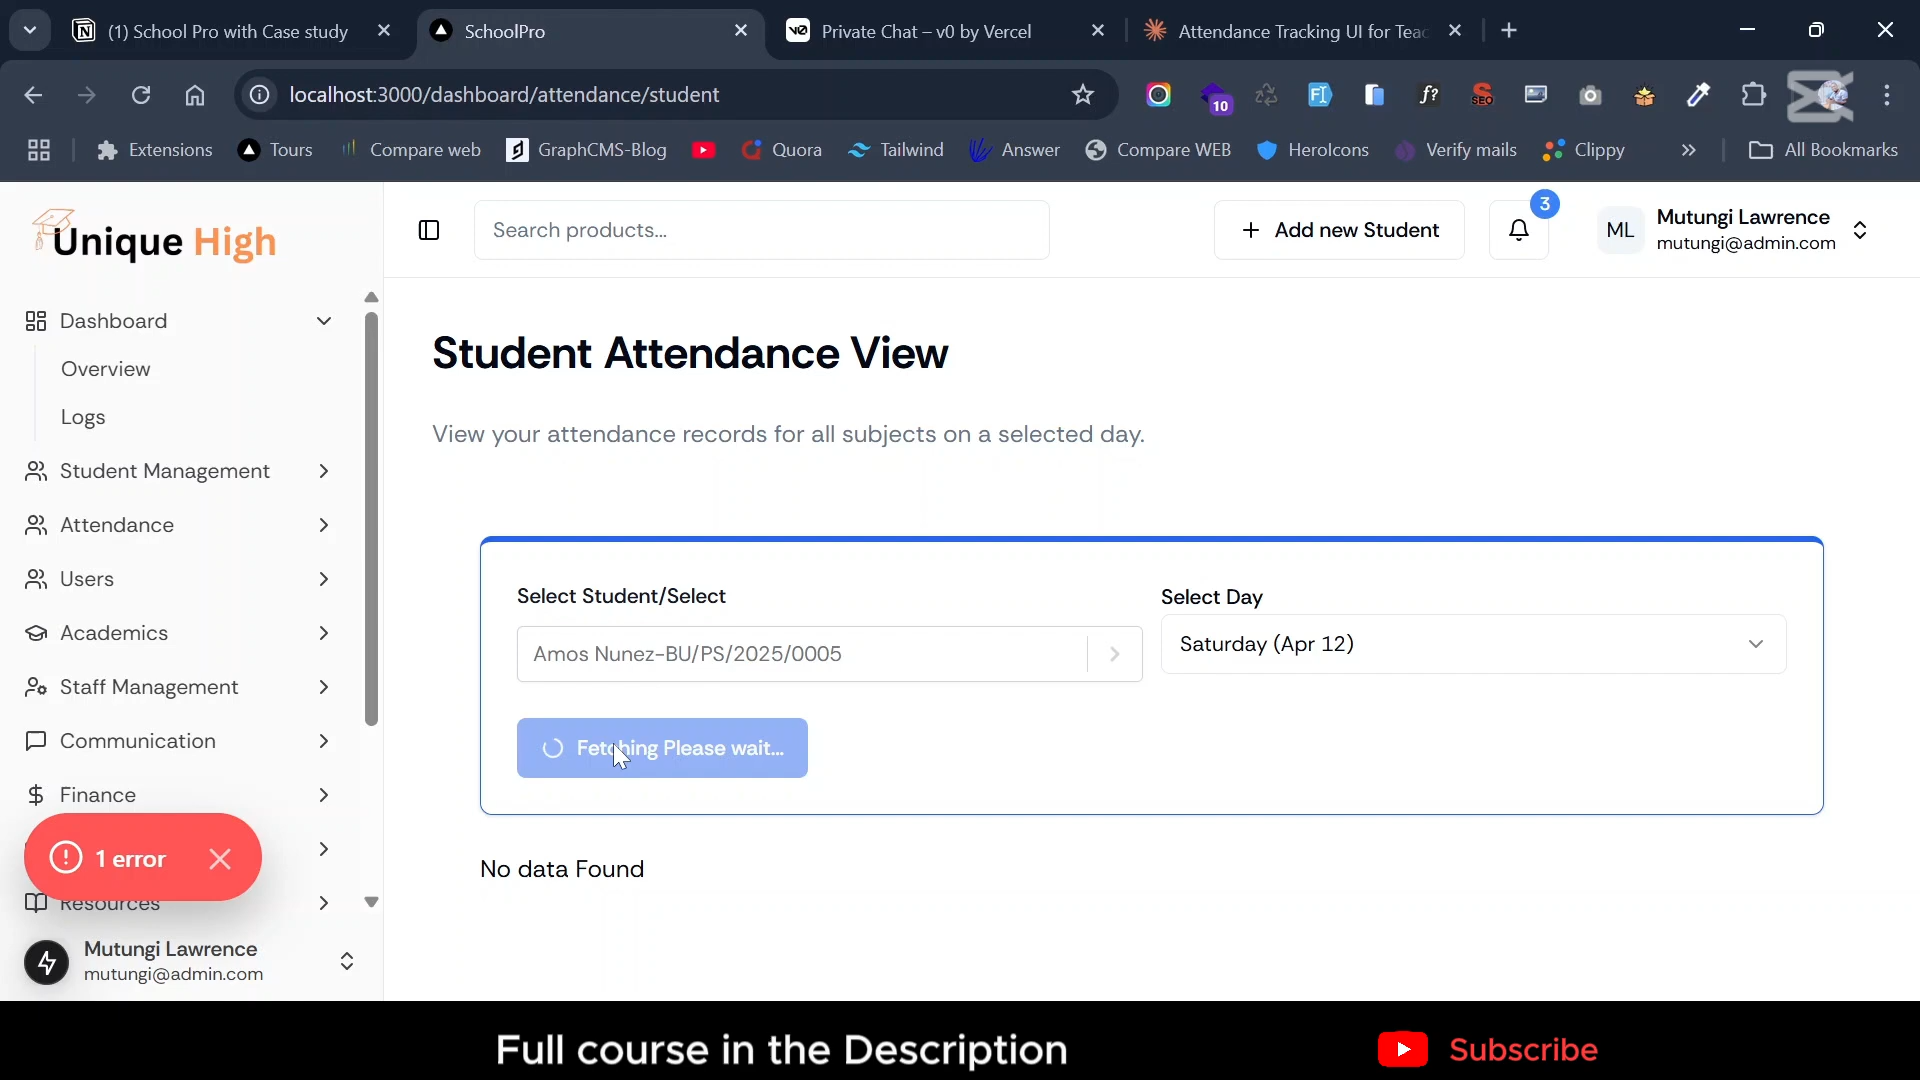 (1) School Pro with Case study
SchoolPro
Private Chat – v0 by Vercel
Attendance Tracking UI for Teac
localhost:3000/dashboard/attendance/student
10
SEO
f?
Extensions
Tours
Compare web
GraphCMS-Blog
Quora
Tailwind
Answer
Compare WEB
HeroIcons
Verify mails
Clippy
All Bookmarks
Unique High
Search products...
Add new Student
3
ML
Mutungi Lawrence
mutungi@admin.com
Dashboard
Overview
Logs
Student Management
Attendance
Users
Academics
Staff Management
Communication
Finance
1 error
Resources
Mutungi Lawrence
mutungi@admin.com
Student Attendance View
View your attendance records for all subjects on a selected day.
Select Student/Select
Amos Nunez-BU/PS/2025/0005
Select Day
Saturday (Apr 12)
Fetching Please wait...
No data Found
Full course in the Description
Subscribe